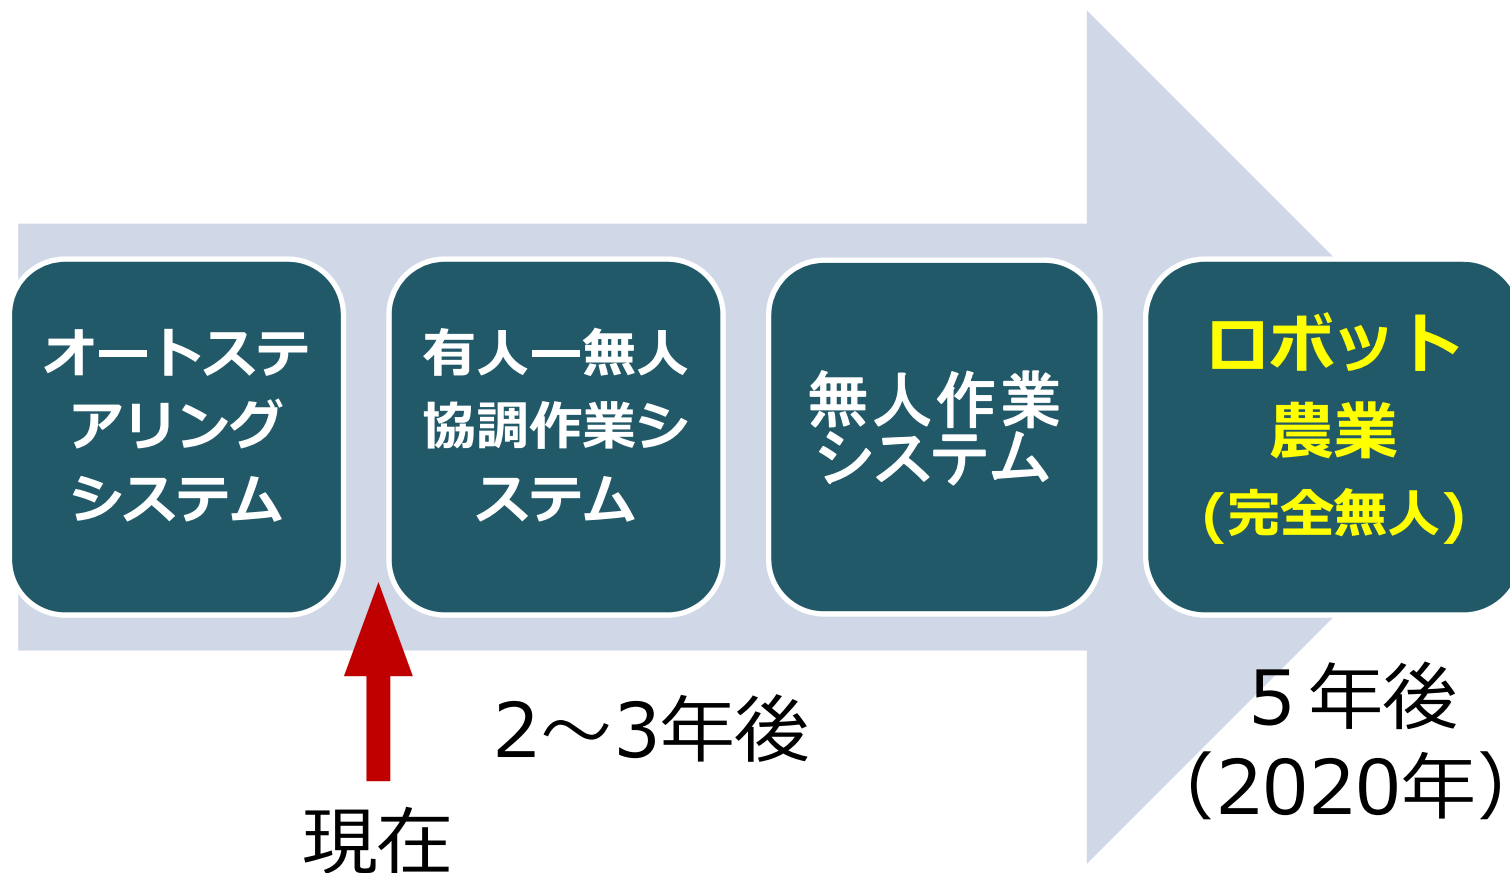 オートステ
アリング
システム
有人―無人
協調作業シ
ステム
無人作業
システム
ロボット
農業
(完全無人)
2～3年後
５年後
（2020年）
現在